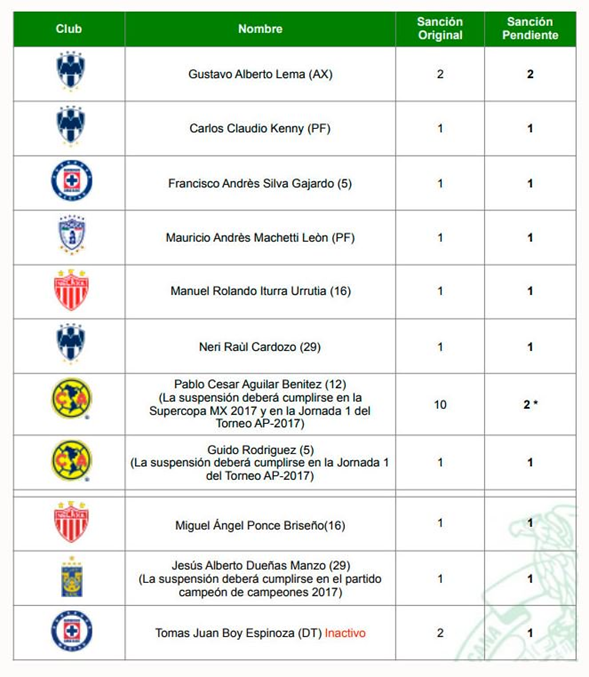 Club Nombre Sanción Original Sanción Pendiente
Gustavo Alberto Lema (AX) 2 2
Carlos Claudio Kenny (PF) 1 1
Francisco Andrès Silva Gajardo (5) 1 1
Mauricio Andrès Machetti Leòn (PF) 1 1
Manuel Rolando Iturra Urrutia (16) 1 1
Neri Raùl Cardozo (29) 1 1
Pablo Cesar Aguilar Benitez (12)
(La suspensión deberá cumplirse en la
Supercopa MX 2017 y en la Jornada 1 del
Torneo AP-2017)
10 2 *
Guido Rodriguez (5)
(La suspensión deberá cumplirse en la Jornada 1
del Torneo AP-2017)
1 1
Miguel Ángel Ponce Briseño(16) 1 1
Jesús Alberto Dueñas Manzo (29)
(La suspensión deberá cumplirse en el partido
campeón de campeones 2017)
1 1
Tomas Juan Boy Espinoza (DT) Inactivo 2 1